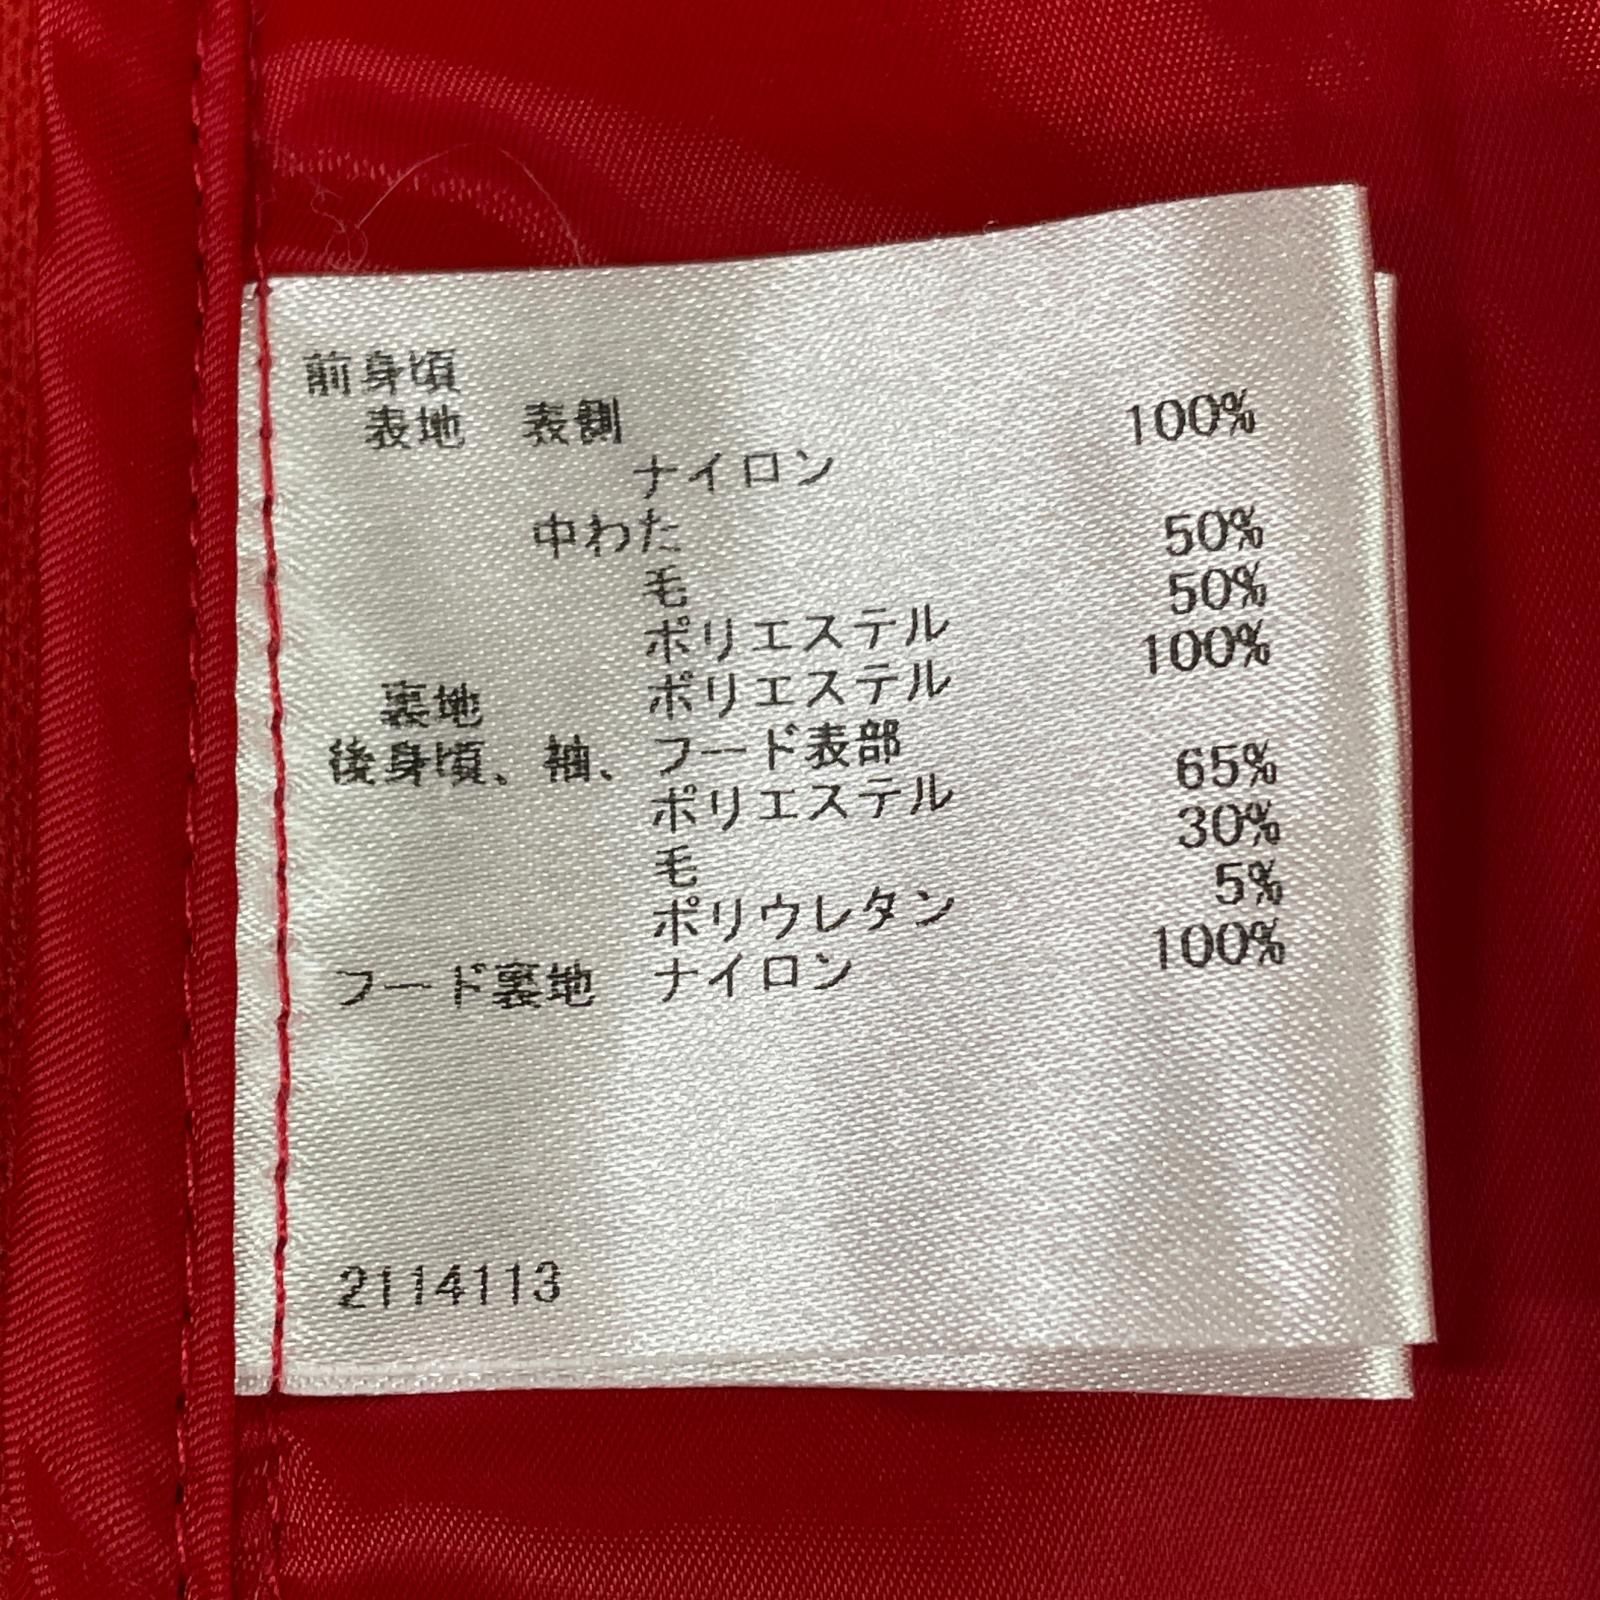 前身頃
表地 表側
ナイロン 100%
中わた
毛 50%
ポリエステル 50%
裏地 ポリエステル 100%
後身頃、袖、フード表部
ポリエステル 65%
毛 30%
ポリウレタン 5%
フード裏地 ナイロン 100%
2114113